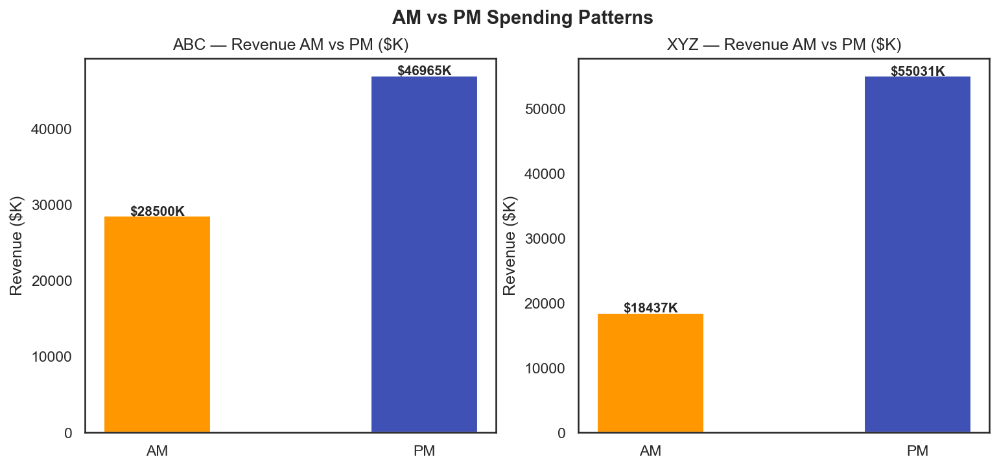 AM vs PM Spending Patterns
ABC — Revenue AM vs PM ($K)
Revenue ($K)
40000
30000
20000
10000
0
$28500K
$46965K
AM
PM
XYZ — Revenue AM vs PM ($K)
Revenue ($K)
50000
40000
30000
20000
10000
0
$18437K
$55031K
AM
PM